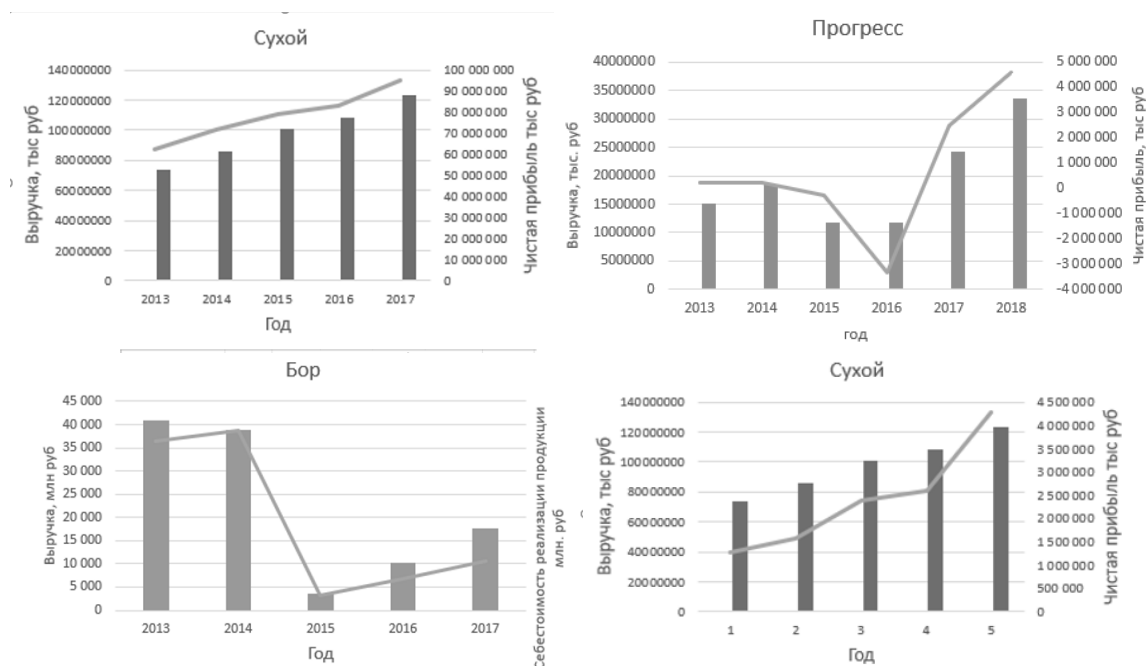 Сухой
Выручка, тыс руб
140000000
120000000
100000000
80000000
60000000
40000000
20000000
0
100 000 000
90 000 000
80 000 000
70 000 000
60 000 000
50 000 000
40 000 000
30 000 000
20 000 000
10 000 000
0
Чистая прибыль тыс руб
2013 2014 2015 2016 2017
Год
Прогресс
Выручка, тыс. руб
40000000
35000000
30000000
25000000
20000000
15000000
10000000
5000000
0
5 000 000
4 000 000
3 000 000
2 000 000
1 000 000
0
-1 000 000
-2 000 000
-3 000 000
-4 000 000
Чистая прибыль, тыс руб
2013 2014 2015 2016 2017 2018
год
Бор
Выручка, млн руб
45 000
40 000
35 000
30 000
25 000
20 000
15 000
10 000
5 000
0
Себестоимость реализации продукции
млн. руб
2013 2014 2015 2016 2017
Год
Сухой
Выручка, тыс руб
140000000
120000000
100000000
80000000
60000000
40000000
20000000
0
4 500 000
4 000 000
3 500 000
3 000 000
2 500 000
2 000 000
1 500 000
1 000 000
500 000
0
Чистая прибыль тыс руб
1 2 3 4 5
Год